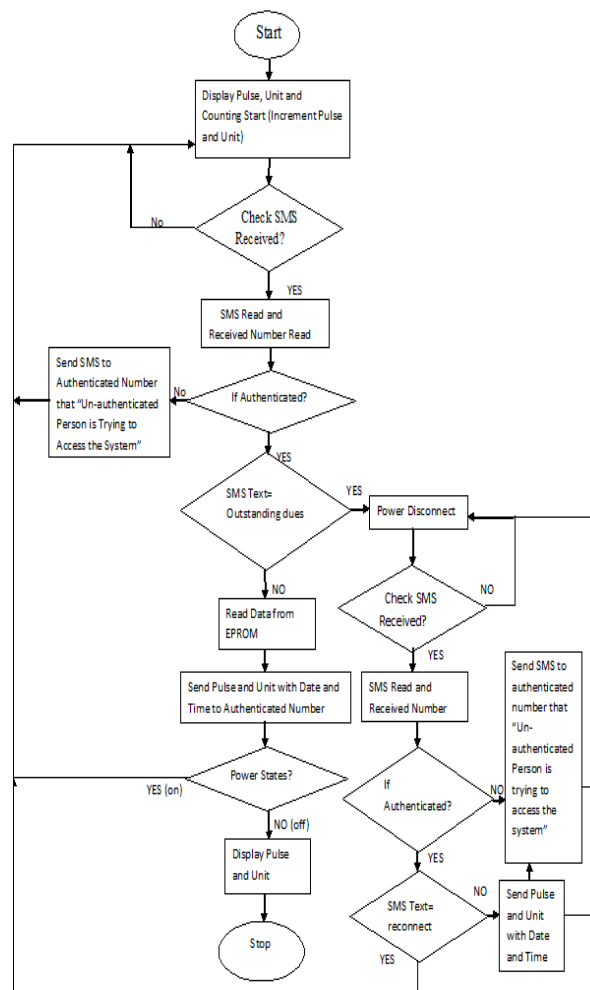 Start
Display Pulse, Unit and
Counting Start (Increment Pulse
and Unit)
No
Check SMS
Received?
YES
SMS Read and
Received Number Read
Send SMS to
Authenticated Number
that “Un-authenticated
Person is Trying to
Access the System”
No
If Authenticated?
YES
SMS Text=
Outstanding dues
YES
Power Disconnect
NO
Check SMS
Received?
NO
Read Data from
EPROM
YES
Send Pulse and Unit with Date and
Time to Authenticated Number
SMS Read and
Received Number
Send SMS to
authenticated
number that
“Un-
authenticated
Person is
trying to
access the
system”
Power States?
YES (on)
NO (off)
If
Authenticated?
NO
YES
Display Pulse
and Unit
SMS Text=
reconnect
NO
Send Pulse
and Unit
with Date
and Time
YES
Stop